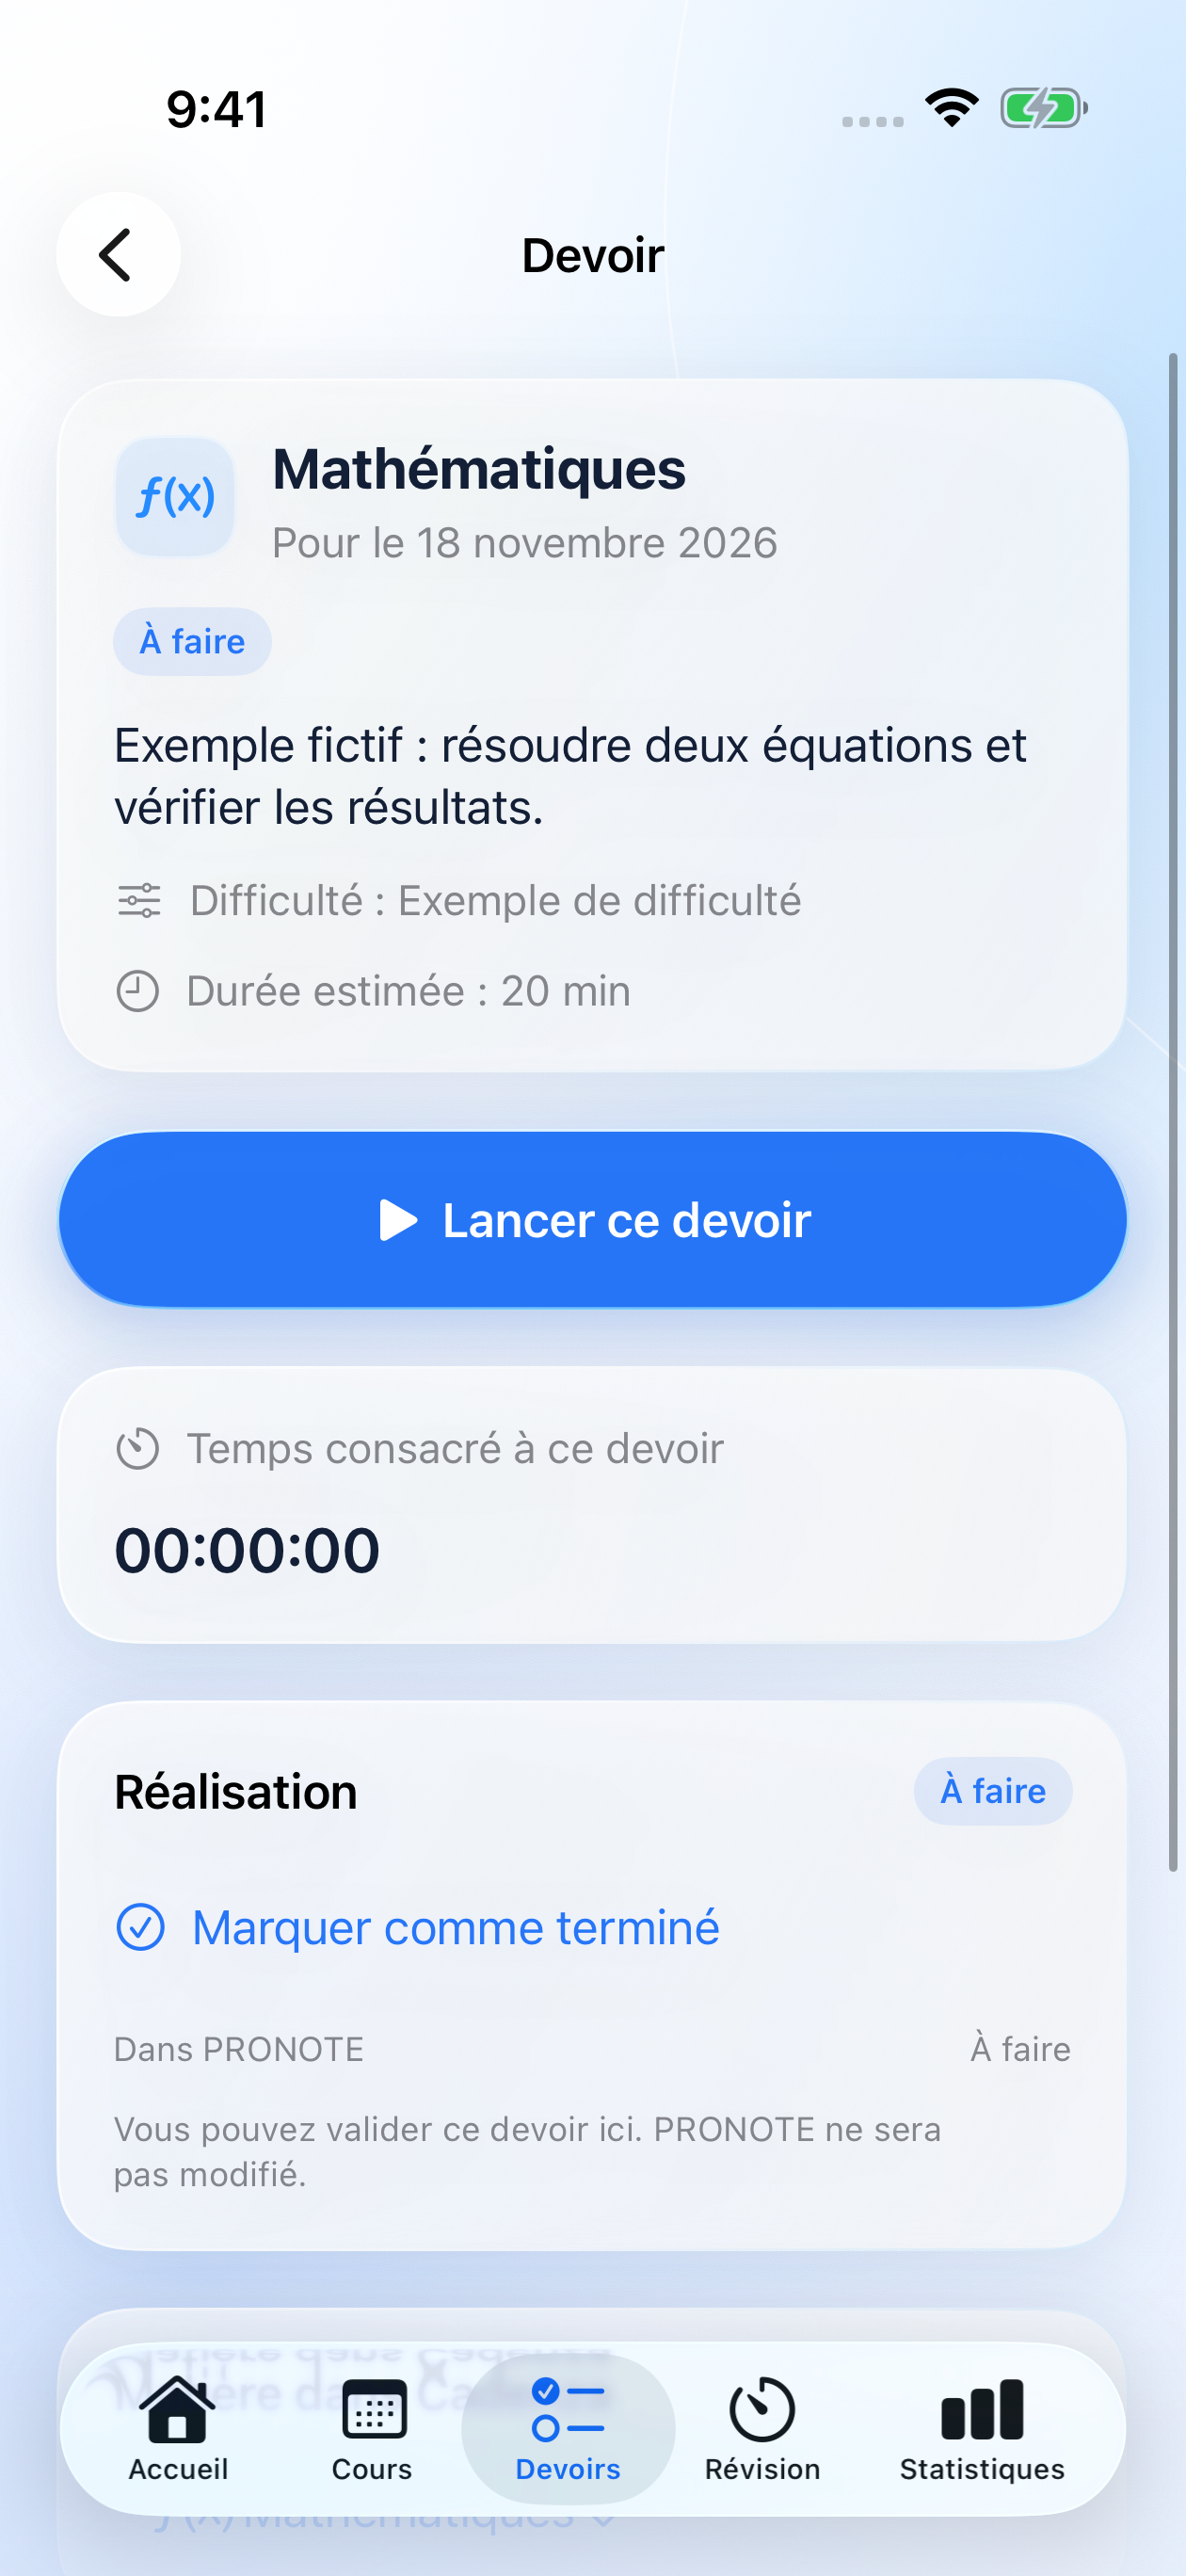 9:41
Devoir
f(x)
Mathématiques
Pour le 18 novembre 2026
À faire
Exemple fictif : résoudre deux équations et
vérifier les résultats.
Difficulté : Exemple de difficulté
Durée estimée : 20 min
Lancer ce devoir
Temps consacré à ce devoir
00:00:00
Réalisation
À faire
Marquer comme terminé
Dans PRONOTE
À faire
Vous pouvez valider ce devoir ici. PRONOTE ne sera
pas modifié.
Accueil
Cours
Devoirs
Révision
Statistiques
f(x) Mathématiques